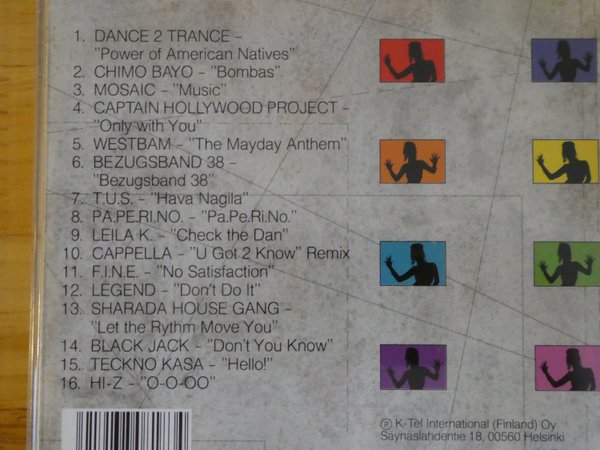 1. DANCE 2 TRANCE –
"Power of American Natives"
2. CHIMO BAYO – "Bombas"
3. MOSAIC – "Music"
4. CAPTAIN HOLLYWOOD PROJECT –
"Only with You"
5. WESTBAM – "The Mayday Anthem"
6. BEZUGSBAND 38 –
"Bezugsband 38"
7. T.U.S. – "Hava Nagila"
8. PA.PE.RI.NO. – "Pa.Pe.Ri.No."
9. LEILA K. – "Check the Dan"
10. CAPPELLA – "U Got 2 Know" Remix
11. F.I.N.E. – "No Satisfaction"
12. LEGEND – "Don't Do It"
13. SHARADA HOUSE GANG –
"Let the Rythm Move You"
14. BLACK JACK – "Don't You Know"
15. TECKNO KASA – "Hello!"
16. HI-Z – "O-O-OO"
℗ K-Tel International (Finland) Oy
Säynäslahdentie 18, 00560 Helsinki